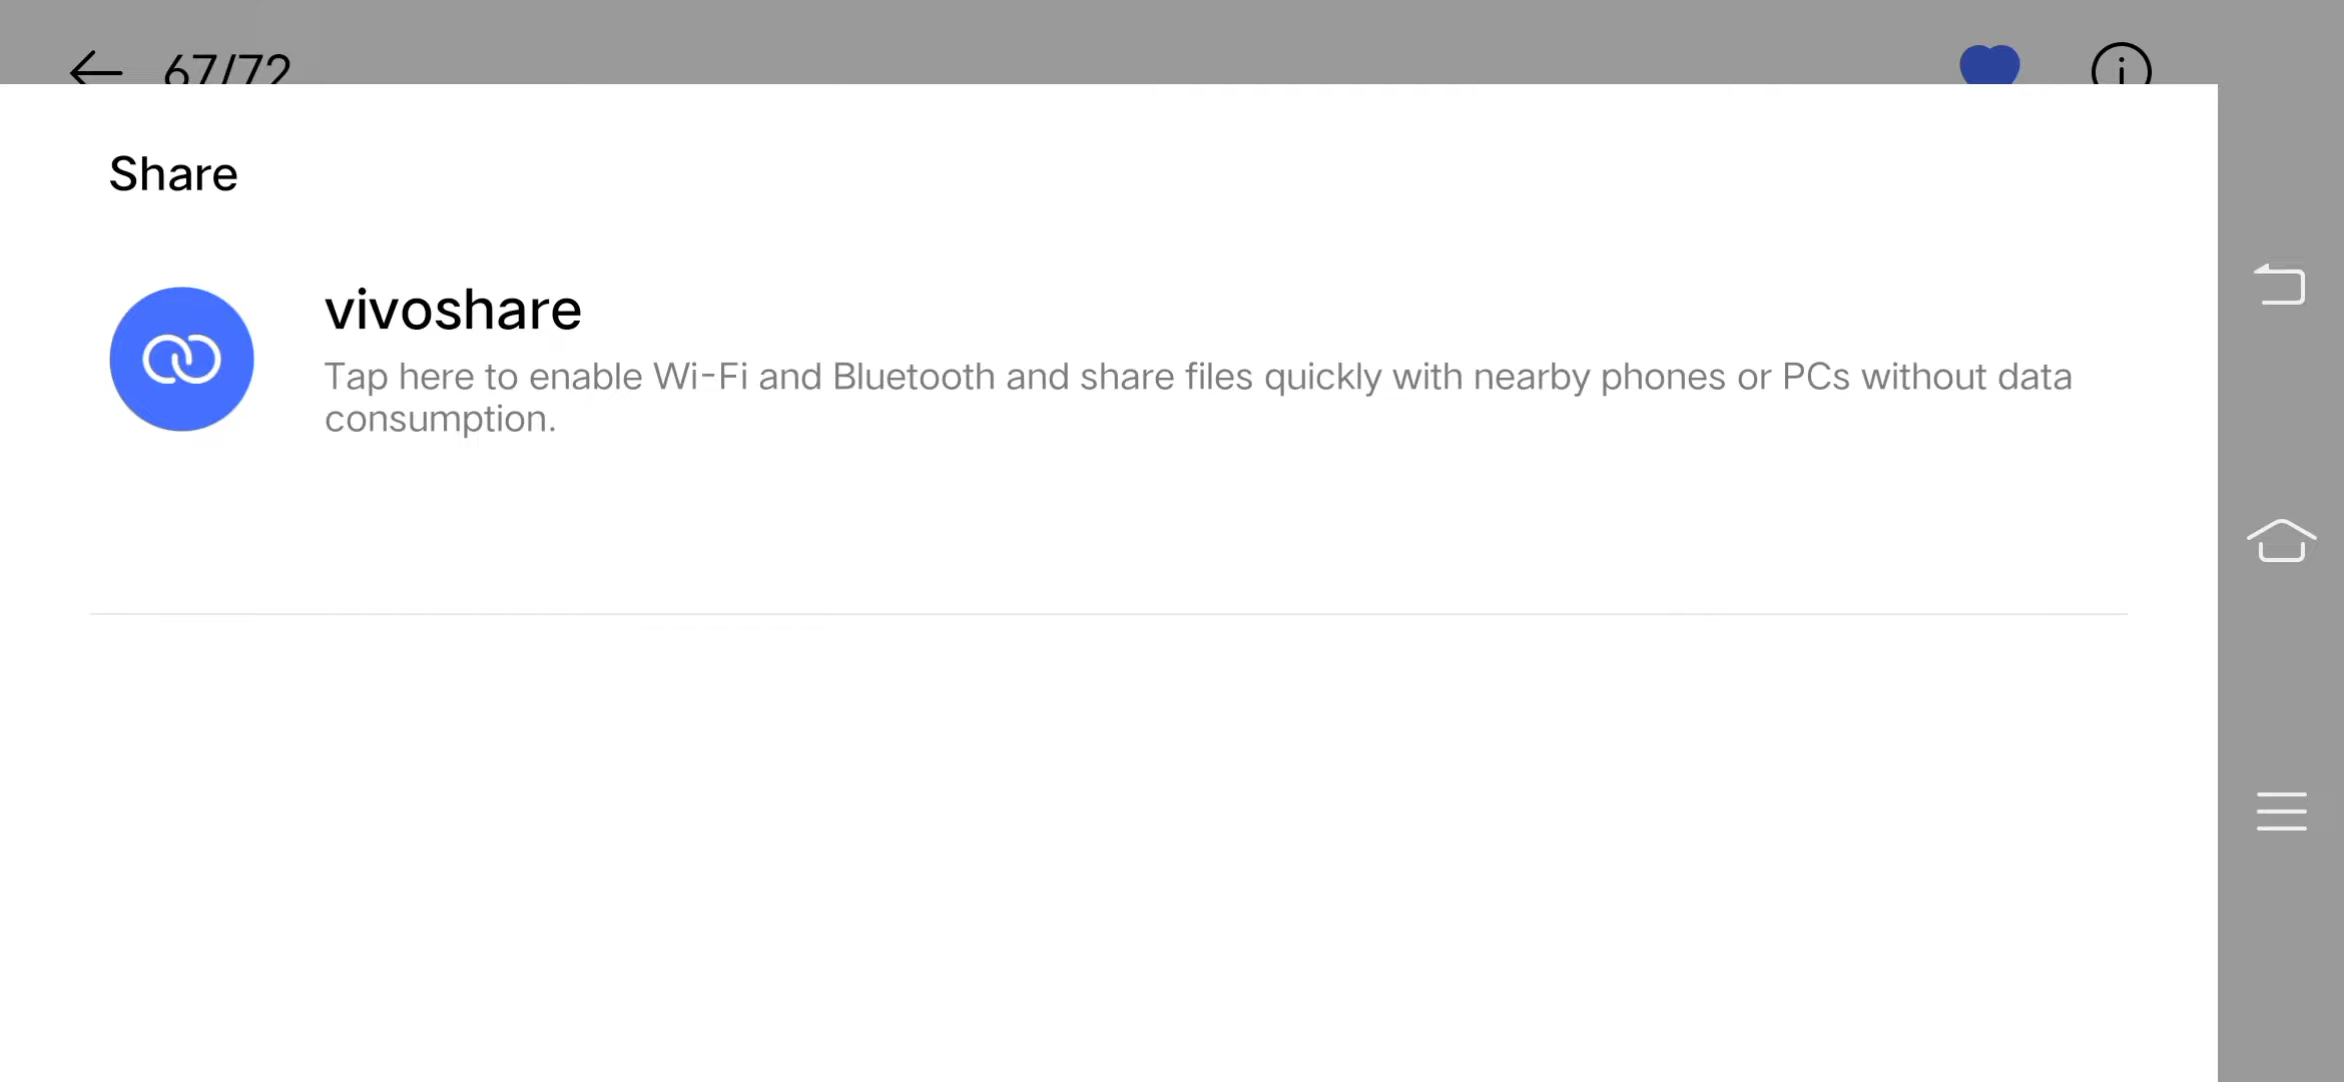 67/72
Share
vivoshare
Tap here to enable Wi-Fi and Bluetooth and share files quickly with nearby phones or PCs without data
consumption.